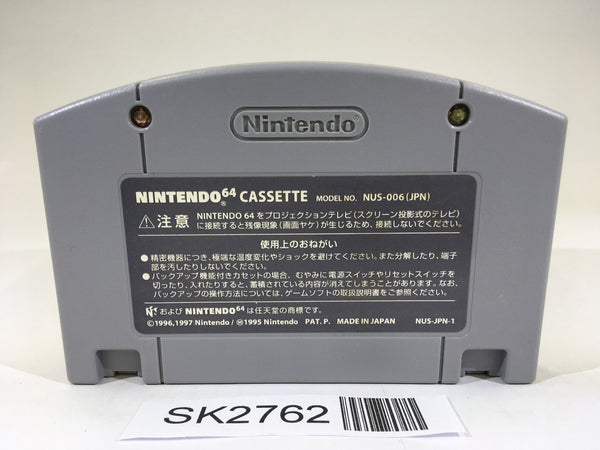 Nintendo
NINTENDO64 CASSETTE MODEL NO. NUS-006(JPN)
⚠注意 NINTENDO 64をプロジェクションテレビ(スクリーン投影式のテレビ)
に接続すると残像現象(画面ヤケ)が生じるため、接続しないでください。
使用上のおねがい
●精密機器につき、極端な温度変化やショックを避けてください。また分解したり、端子
部を汚したりしないでください。
●バックアップ機能付きカセットの場合、むやみに電源スイッチやリセットスイッチを
切ったり、入れたりすると、蓄積されている内容が消えてしまうことがあります。なお、
バックアップの操作方法については、ゲームソフトの取扱説明書をご参照ください。
N およびNINTENDO64は任天堂の商標です。
©1996,1997 Nintendo/Ⓜ1995 Nintendo PAT. P. MADE IN JAPAN NUS-JPN-1
SK2762